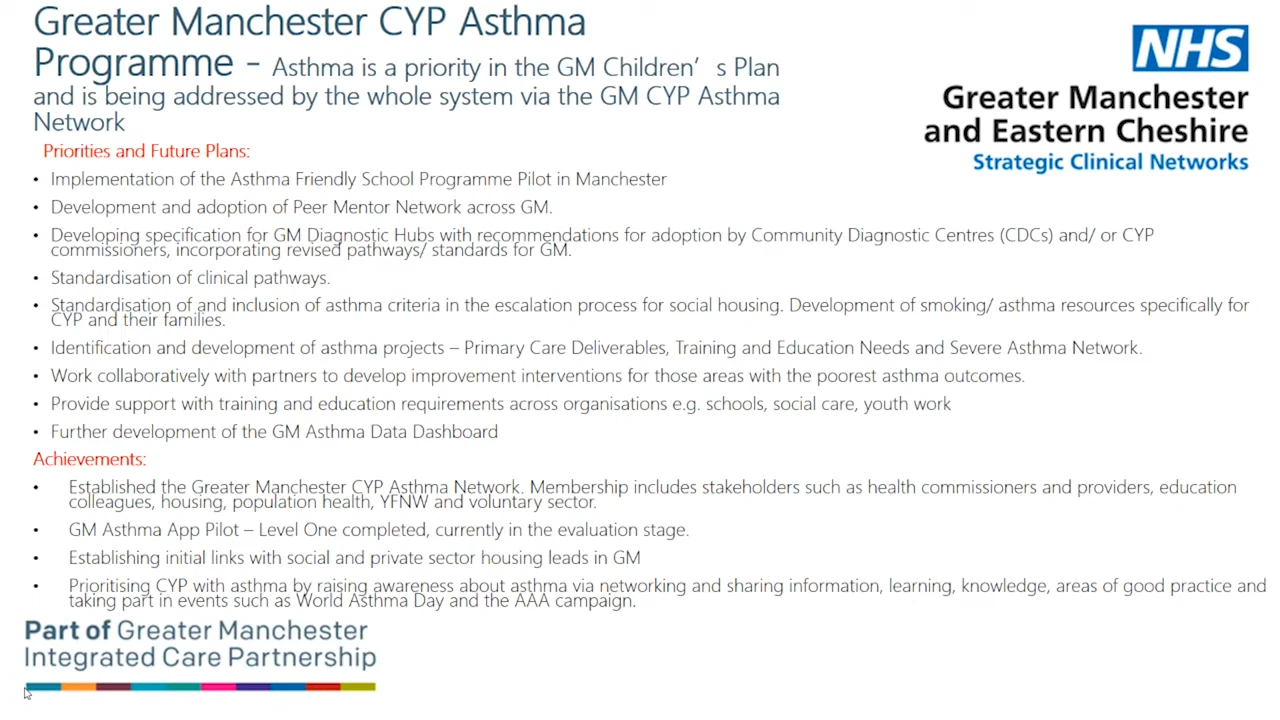 Greater Manchester CYP Asthma
Programme - Asthma is a priority in the GM Children’s Plan
and is being addressed by the whole system via the GM CYP Asthma
Network
NHS
Greater Manchester
and Eastern Cheshire
Strategic Clinical Networks
Priorities and Future Plans:
• Implementation of the Asthma Friendly School Programme Pilot in Manchester
• Development and adoption of Peer Mentor Network across GM.
• Developing specification for GM Diagnostic Hubs with recommendations for adoption by Community Diagnostic Centres (CDCs) and/ or CYP
commissioners, incorporating revised pathways/ standards for GM.
• Standardisation of clinical pathways.
• Standardisation of and inclusion of asthma criteria in the escalation process for social housing. Development of smoking/ asthma resources specifically for
CYP and their families.
• Identification and development of asthma projects – Primary Care Deliverables, Training and Education Needs and Severe Asthma Network.
• Work collaboratively with partners to develop improvement interventions for those areas with the poorest asthma outcomes.
• Provide support with training and education requirements across organisations e.g. schools, social care, youth work
• Further development of the GM Asthma Data Dashboard
Achievements:
• Established the Greater Manchester CYP Asthma Network. Membership includes stakeholders such as health commissioners and providers, education
colleagues, housing, population health, YFNW and voluntary sector.
• GM Asthma App Pilot – Level One completed, currently in the evaluation stage.
• Establishing initial links with social and private sector housing leads in GM
• Prioritising CYP with asthma by raising awareness about asthma via networking and sharing information, learning, knowledge, areas of good practice and
taking part in events such as World Asthma Day and the AAA campaign.
Part of Greater Manchester
Integrated Care Partnership